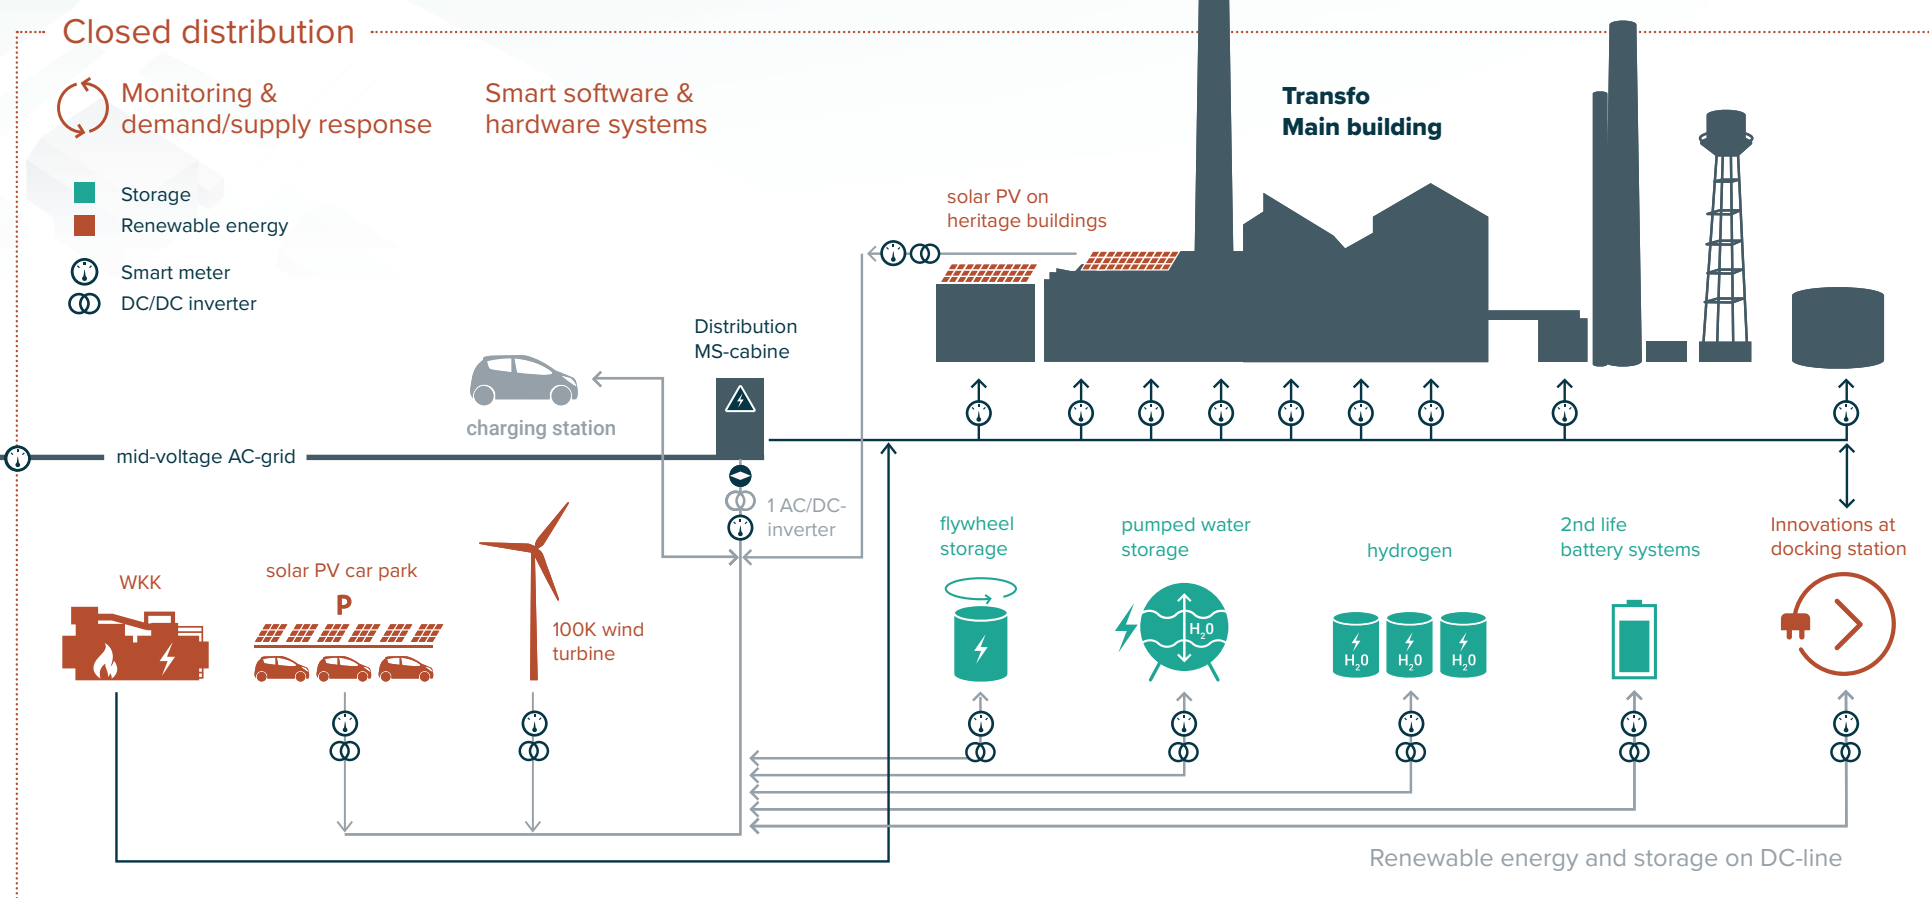 Closed distribution
Monitoring &
demand/supply response
Smart software &
hardware systems
Storage
Renewable energy
Smart meter
DC/DC inverter
Transfo
Main building
solar PV on
heritage buildings
Distribution
MS-cabine
charging station
mid-voltage AC-grid
1 AC/DC-
inverter
WKK
solar PV car park
P
100K wind
turbine
flywheel
storage
pumped water
storage
H20
hydrogen
H20
H20
H20
2nd life
battery systems
Innovations at
docking station
Renewable energy and storage on DC-line